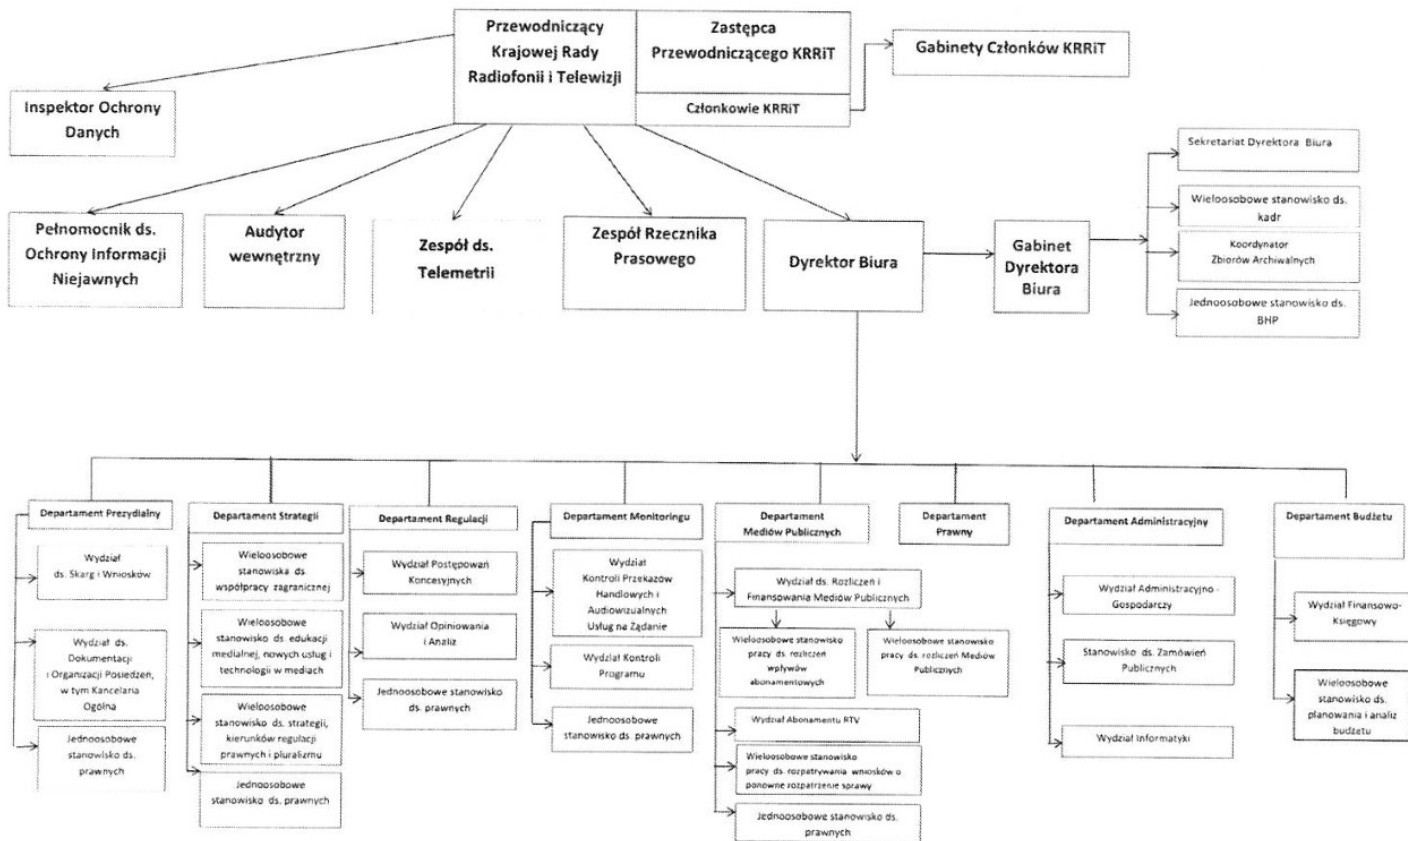 Przewodniczący
Krajowej Rady
Radiofonii i Telewizji
Zastępca
Przewodniczącego KRRiT
Członkowie KRRiT
Gabinety Członków KRRiT
Inspektor Ochrony
Danych
Pełnomocnik ds.
Ochrony Informacji
Niejawnych
Audytor
wewnętrzny
Zespół ds.
Telemetrii
Zespół Rzecznika
Prasowego
Dyrektor Biura
Gabinet
Dyrektora
Biura
Sekretariat Dyrektora Biura
Wieloosobowe stanowisko ds.
kadr
Koordynator
Zbiorów Archiwalnych
Jednoosobowe stanowisko ds.
BHP
Departament Prezydialny
Wydział
ds. Skarg i Wniosków
Wydział ds.
Dokumentacji
i Organizacji Posiedzeń,
w tym Kancelaria
Ogólna
Jednoosobowe
stanowisko ds.
prawnych
Departament Strategii
Wieloosobowe
stanowiska ds.
współpracy zagranicznej
Wieloosobowe
stanowisko ds. edukacji
medialnej, nowych usług i
technologii w mediach
Wieloosobowe
stanowisko ds. strategii,
kierunków regulacji
prawnych i pluralizmu
Jednoosobowe
stanowisko ds. prawnych
Departament Regulacji
Wydział Postępowań
Koncesyjnych
Wydział Opiniowania
i Analiz
Jednoosobowe stanowisko
ds. prawnych
Departament Monitoringu
Wydział
Kontroli Przekazów
Handlowych i
Audiowizualnych
Usług na Żądanie
Wydział Kontroli
Programu
Jednoosobowe
stanowisko ds. prawnych
Departament
Mediów Publicznych
Wydział ds. Rozliczeń i
Finansowania Mediów Publicznych
Wieloosobowe stanowisko
pracy ds. rozliczeń
wpływów
abonamentowych
Wieloosobowe stanowisko
pracy ds. rozliczeń Mediów
Publicznych
Wydział Abonamentu RTV
Wieloosobowe stanowisko
pracy ds. rozpatrywania wniosków o
ponowne rozpatrzenie sprawy
Jednoosobowe stanowisko ds.
prawnych
Departament
Prawny
Departament Administracyjny
Wydział Administracyjno -
Gospodarczy
Stanowisko ds. Zamówień
Publicznych
Wydział Informatyki
Departament Budżetu
Wydział Finansowo-
Księgowy
Wieloosobowe
stanowisko ds.
planowania i analiz
budżetu